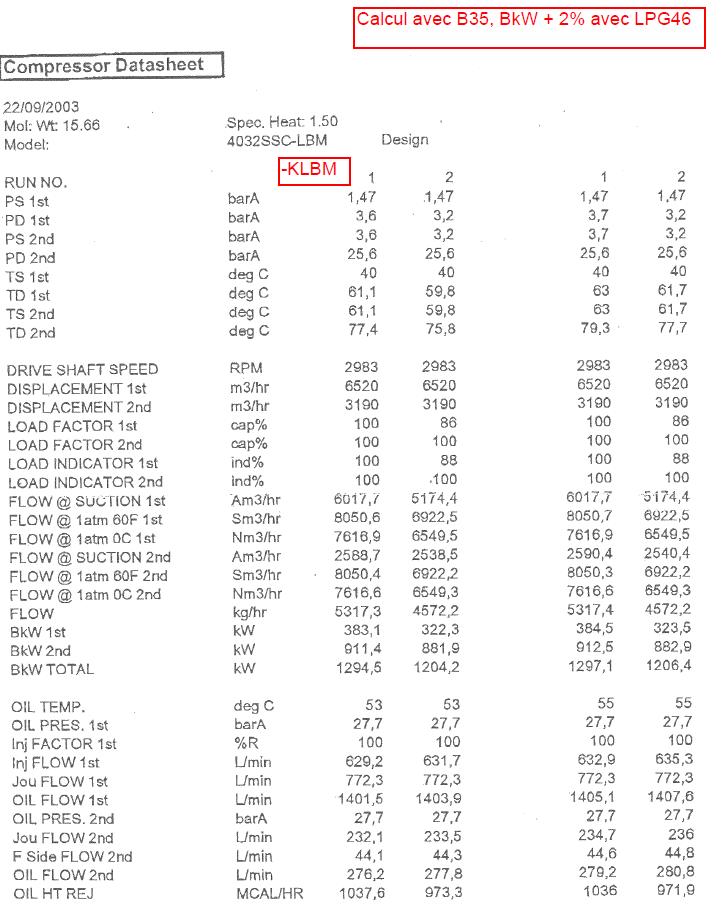 Calcul avec B35, BkW + 2% avec LPG46
Compressor Datasheet
22/09/2003
Mol: Wt: 15.66 Spec. Heat: 1.50
Model: 4032SSC-LBM Design
-KLBM
RUN NO. 1 2 1 2
PS 1st barA 1,47 1,47 1,47 1,47
PD 1st barA 3,6 3,2 3,7 3,2
PS 2nd barA 3,6 3,2 3,7 3,2
PD 2nd barA 25,6 25,6 25,6 25,6
TS 1st deg C 40 40 40 40
TD 1st deg C 61,1 59,8 63 61,7
TS 2nd deg C 61,1 59,8 63 61,7
TD 2nd deg C 77,4 75,8 79,3 77,7
DRIVE SHAFT SPEED RPM 2983 2983 2983 2983
DISPLACEMENT 1st m3/hr 6520 6520 6520 6520
DISPLACEMENT 2nd m3/hr 3190 3190 3190 3190
LOAD FACTOR 1st cap% 100 86 100 86
LOAD FACTOR 2nd cap% 100 100 100 100
LOAD INDICATOR 1st ind% 100 88 100 88
LOAD INDICATOR 2nd ind% 100 100 100 100
FLOW @ SUCTION 1st Am3/hr 6017,7 5174,4 6017,7 5174,4
FLOW @ 1atm 60F 1st Sm3/hr 8050,6 6922,5 8050,7 6922,5
FLOW @ 1atm 0C 1st Nm3/hr 7616,9 6549,5 7616,9 6549,5
FLOW @ SUCTION 2nd Am3/hr 2588,7 2538,5 2590,4 2540,4
FLOW @ 1atm 60F 2nd Sm3/hr 8050,4 6922,2 8050,3 6922,2
FLOW @ 1atm 0C 2nd Nm3/hr 7616,6 6549,3 7616,6 6549,3
FLOW kg/hr 5317,3 4572,2 5317,4 4572,2
BkW 1st kW 383,1 322,3 384,5 323,5
BkW 2nd kW 911,4 881,9 912,5 882,9
BkW TOTAL kW 1294,5 1204,2 1297,1 1206,4
OIL TEMP. deg C 53 53 55 55
OIL PRES. 1st barA 27,7 27,7 27,7 27,7
Inj FACTOR 1st %R 100 100 100 100
Inj FLOW 1st L/min 629,2 631,7 632,9 635,3
Jou FLOW 1st L/min 772,3 772,3 772,3 772,3
OIL FLOW 1st L/min 1401,5 1403,9 1405,1 1407,6
OIL PRES. 2nd barA 27,7 27,7 27,7 27,7
Jou FLOW 2nd L/min 232,1 233,5 234,7 236
F Side FLOW 2nd L/min 44,1 44,3 44,6 44,8
OIL FLOW 2nd L/min 276,2 277,8 279,2 280,8
OIL HT REJ MCAL/HR 1037,6 973,3 1036 971,9